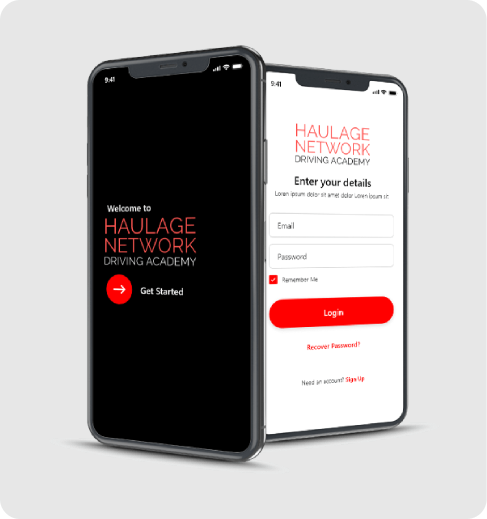 9:41
Welcome to
HAULAGE
NETWORK
DRIVING ACADEMY
Get Started
9:41
HAULAGE
NETWORK
DRIVING ACADEMY
Enter your details
Lorem ipsum dolor sit amet dolor Lorem ipsum sit
Email
Password
Remember Me
Login
Recover Password?
Need an account? Sign Up